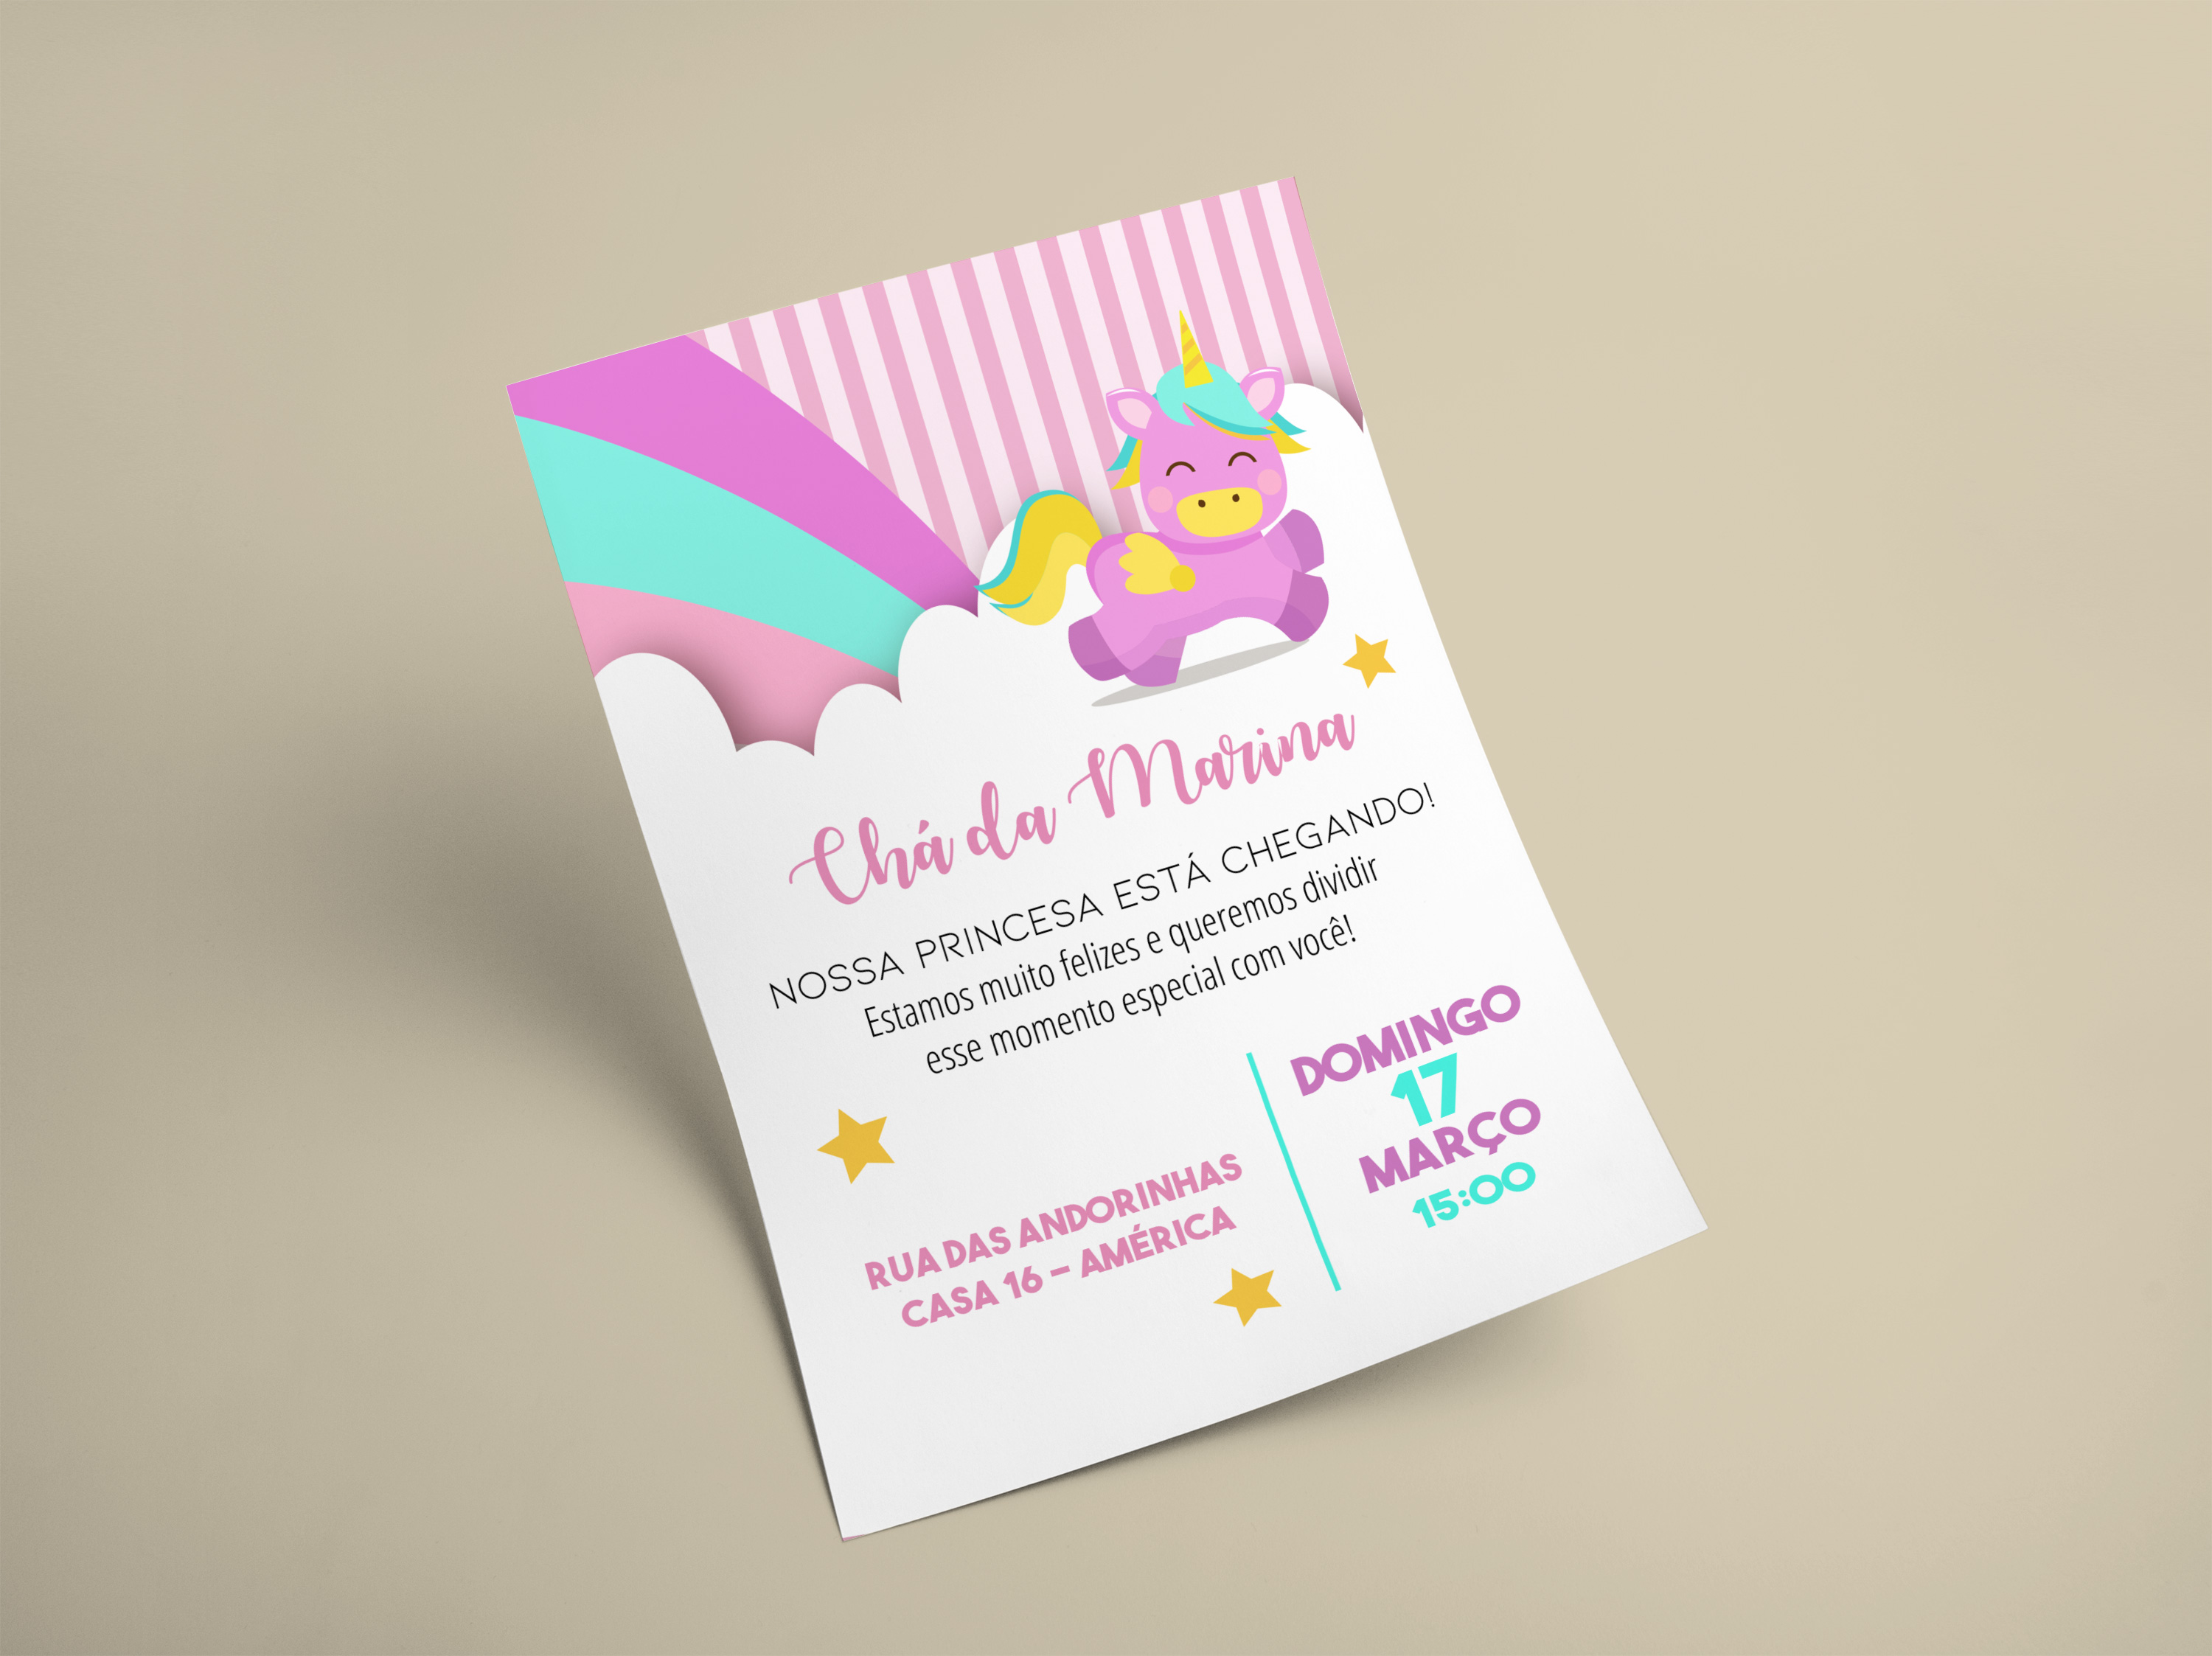 Chá da Marina
NOSSA PRINCESA ESTÁ CHEGANDO!
Estamos muito felizes e queremos dividir
esse momento especial com você!
RUA DAS ANDORINHAS
CASA 16 – AMÉRICA
DOMINGO
17
MARÇO
15:00